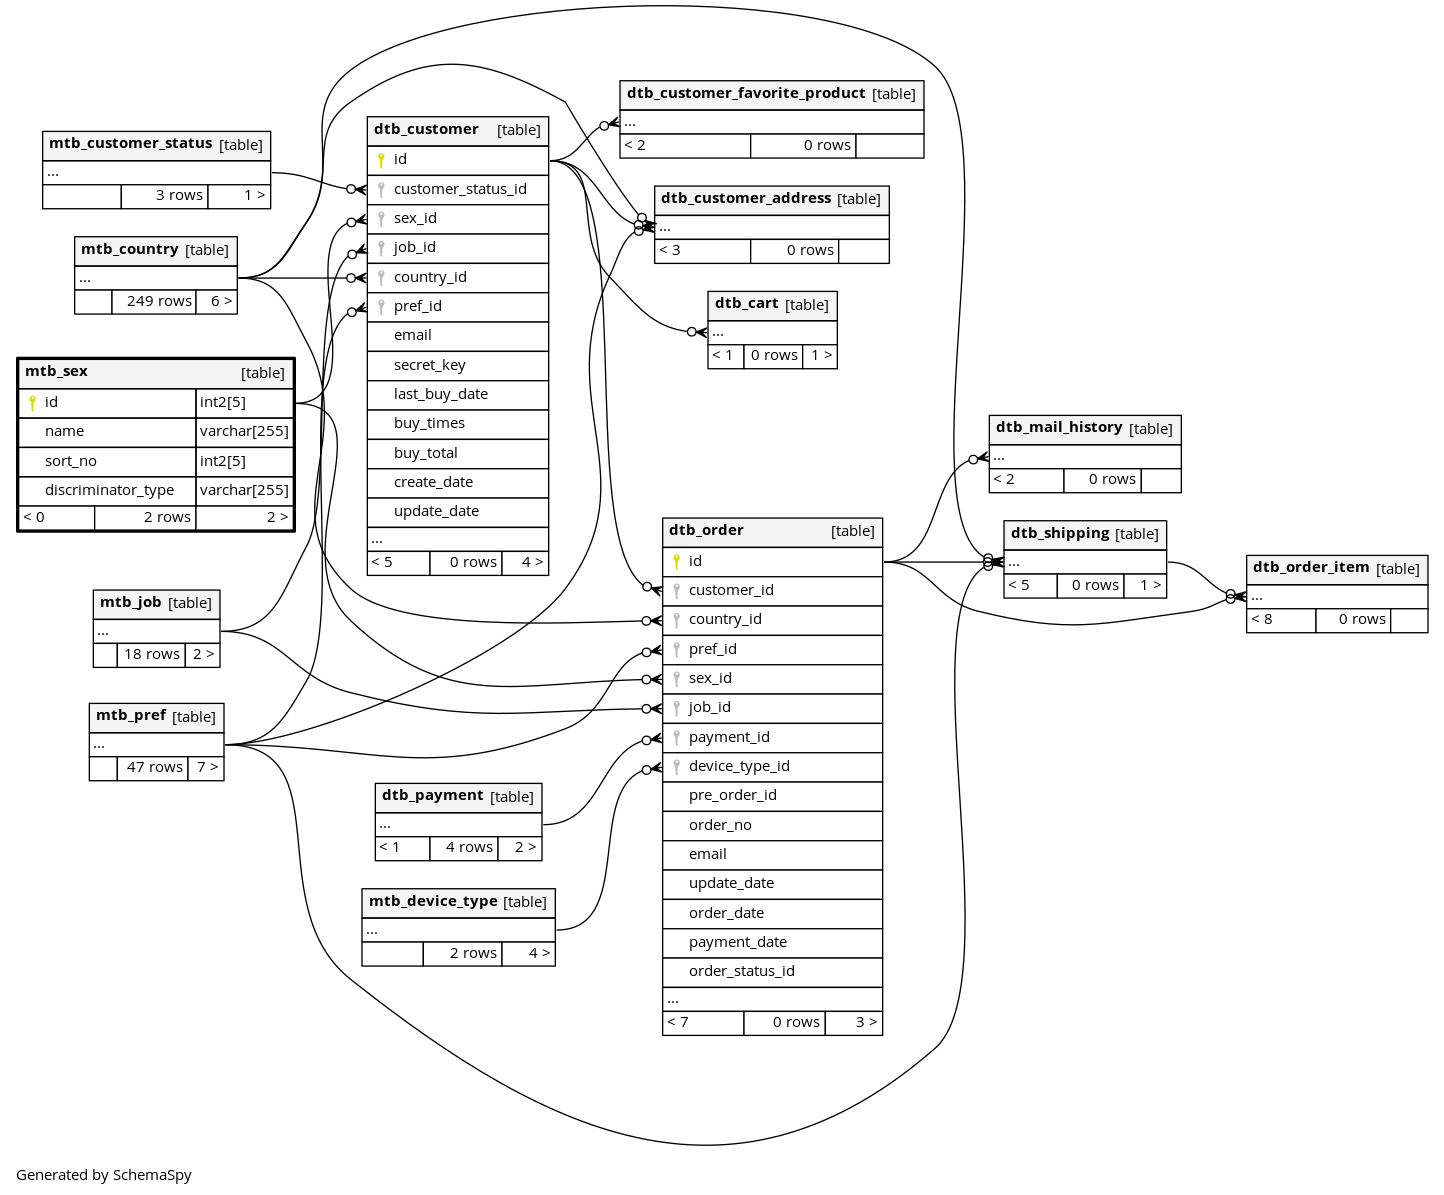 mtb_customer_status [table]
...
3 rows 1 >
mtb_country [table]
...
249 rows 6 >
mtb_sex [table]
id int2[5]
name varchar[255]
sort_no int2[5]
discriminator_type varchar[255]
< 0 2 rows 2 >
mtb_job [table]
...
18 rows 2 >
mtb_pref [table]
...
47 rows 7 >
dtb_customer [table]
id
customer_status_id
sex_id
job_id
country_id
pref_id
email
secret_key
last_buy_date
buy_times
buy_total
create_date
update_date
...
< 5 0 rows 4 >
dtb_payment [table]
...
< 1 4 rows 2 >
mtb_device_type [table]
...
2 rows 4 >
dtb_customer_favorite_product [table]
...
< 2 0 rows
dtb_customer_address [table]
...
< 3 0 rows
dtb_cart [table]
...
< 1 0 rows 1 >
dtb_order [table]
id
customer_id
country_id
pref_id
sex_id
job_id
payment_id
device_type_id
pre_order_id
order_no
email
update_date
order_date
payment_date
order_status_id
...
< 7 0 rows 3 >
dtb_mail_history [table]
...
< 2 0 rows
dtb_shipping [table]
...
< 5 0 rows 1 >
dtb_order_item [table]
...
< 8 0 rows
Generated by SchemaSpy